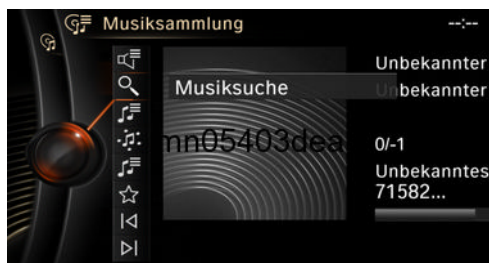 Musiksammlung
--:--
Unbekannter
Musiksuche
Unbekannter
mn05403dea
0/-1
Unbekanntes
71582...